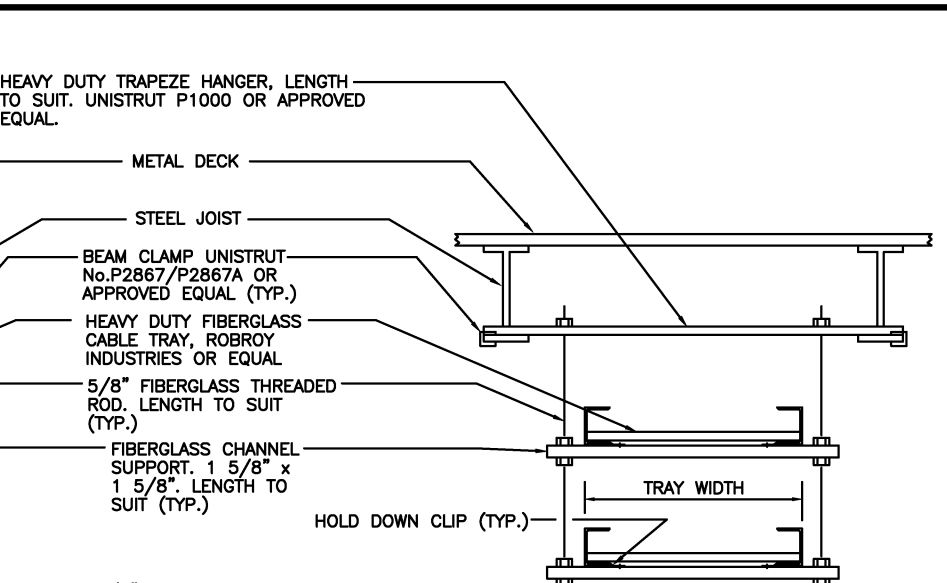 HEAVY DUTY TRAPEZE HANGER, LENGTH
TO SUIT. UNISTRUT P1000 OR APPROVED
EQUAL.
METAL DECK
STEEL JOIST
BEAM CLAMP UNISTRUT
No.P2867/P2867A OR
APPROVED EQUAL (TYP.)
HEAVY DUTY FIBERGLASS
CABLE TRAY, ROBROY
INDUSTRIES OR EQUAL
5/8" FIBERGLASS THREADED
ROD. LENGTH TO SUIT
(TYP.)
FIBERGLASS CHANNEL
SUPPORT. 1 5/8" x
1 5/8". LENGTH TO
SUIT (TYP.)
TRAY WIDTH
HOLD DOWN CLIP (TYP.)